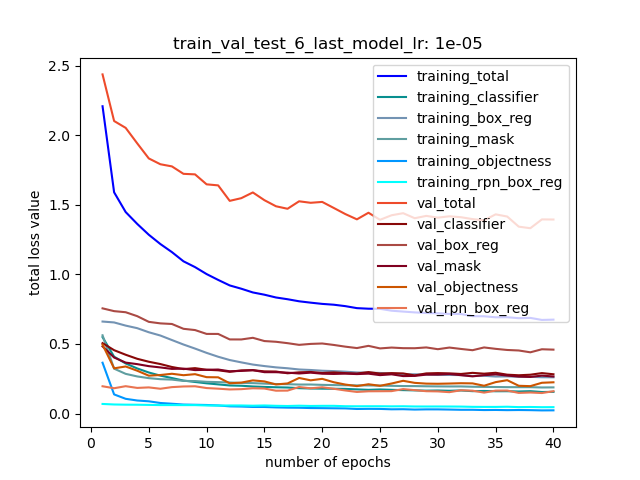 train_val_test_6_last_model_lr: 1e-05
total loss value
2.5
2.0
1.5
1.0
0.5
0.0
training_total
training_classifier
training_box_reg
training_mask
training_objectness
training_rpn_box_reg
val_total
val_classifier
val_box_reg
val_mask
val_objectness
val_rpn_box_reg
0 5 10 15 20 25 30 35 40
number of epochs